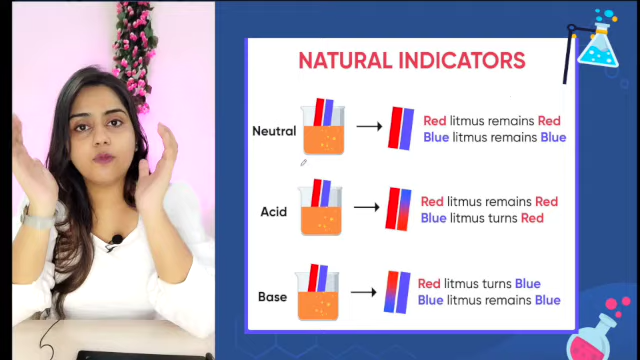 NATURAL INDICATORS
Neutral
Red litmus remains Red
Blue litmus remains Blue
Acid
Red litmus remains Red
Blue litmus turns Red
Base
Red litmus turns Blue
Blue litmus remains Blue